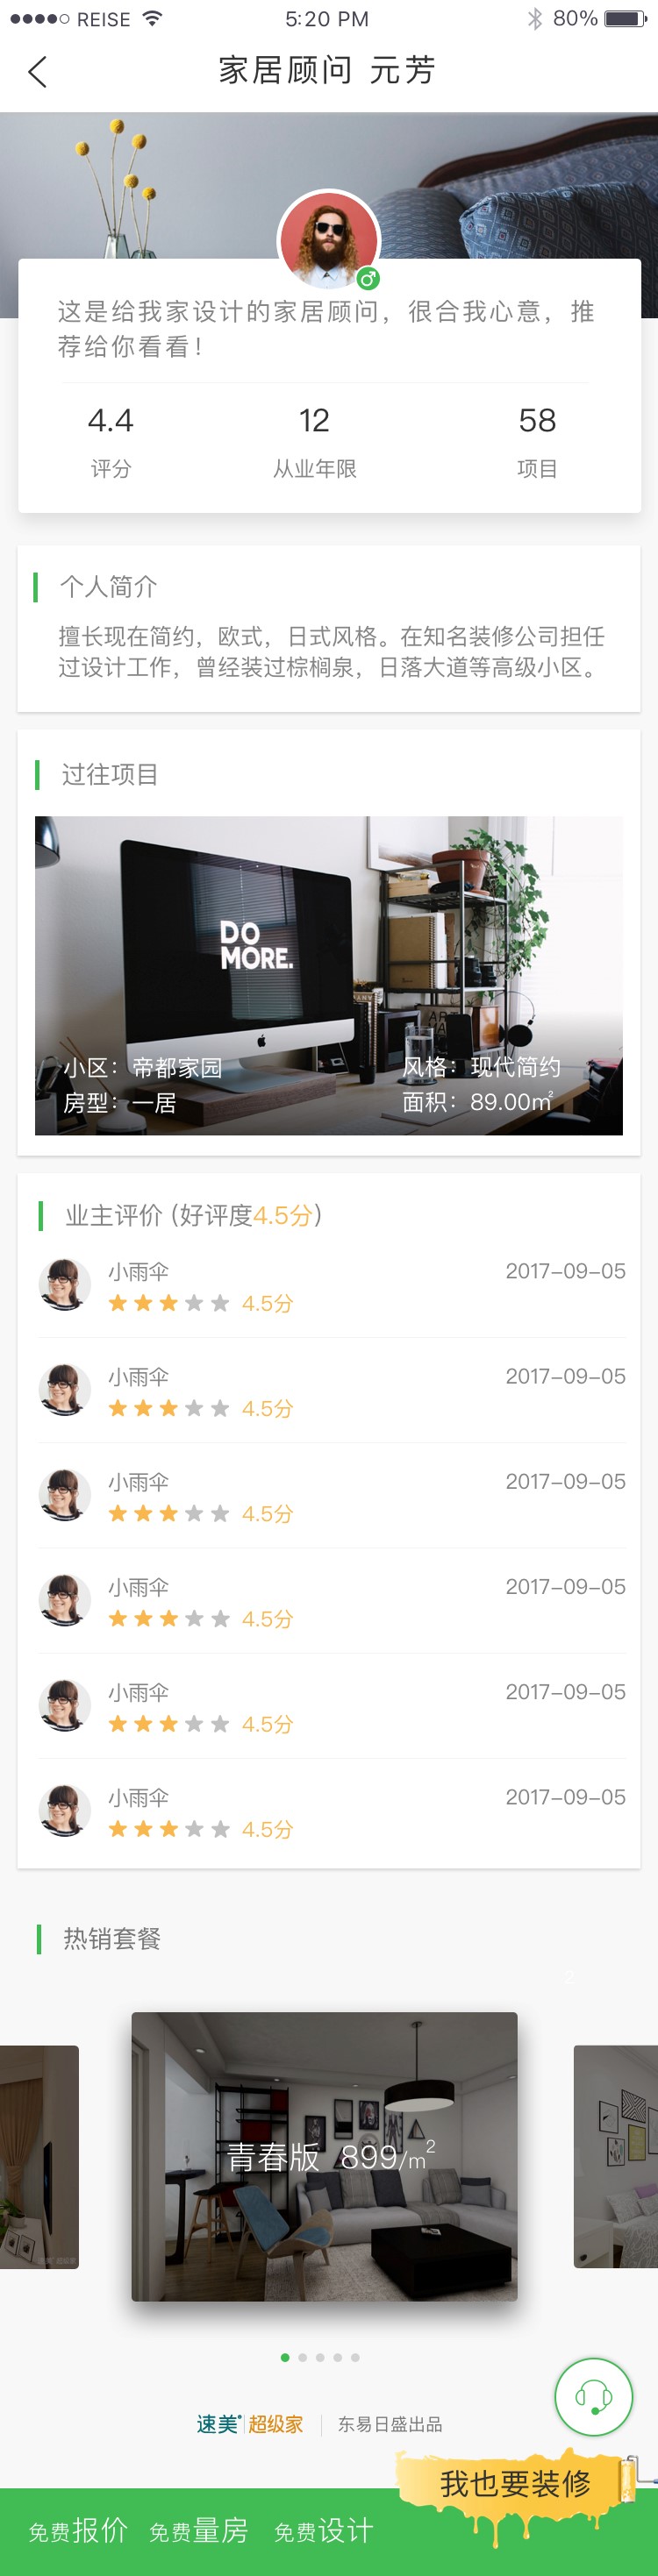 REISE
5:20 PM
80%
家居顾问 元芳
这是给我家设计的家居顾问，很合我心意，推
荐给你看看！
4.4
12
58
评分
从业年限
项目
个人简介
擅长现在简约，欧式，日式风格。在知名装修公司担任
过设计工作，曾经装过棕榈泉，日落大道等高级小区。
过往项目
DO
MORE.
小区：帝都家园
风格：现代简约
房型：一居
面积：89.00㎡
业主评价 (好评度4.5分)
小雨伞
2017-09-05
4.5分
小雨伞
2017-09-05
4.5分
小雨伞
2017-09-05
4.5分
小雨伞
2017-09-05
4.5分
小雨伞
2017-09-05
4.5分
小雨伞
2017-09-05
4.5分
热销套餐
2
青春版 899/m²
速美 超级家
东易日盛出品
我也要装修
免费报价 免费量房 免费设计